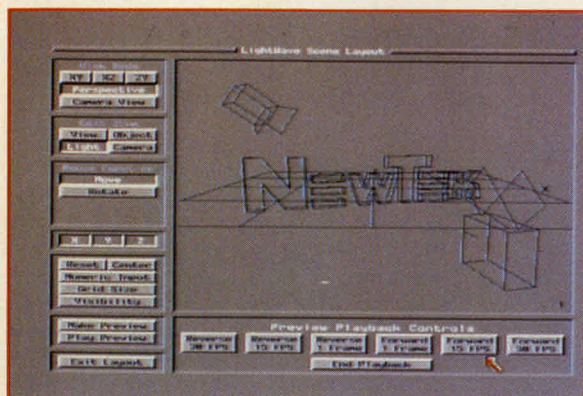 LightWave Scene Layout
View Mode
XY XZ ZY
Perspective
Camera View
View Object
Light Camera
Move
Rotate
X Y Z
Reset Center
Numeric Input
Grid Size
Visibility
Make Preview
Play Preview
Exit Layout
NEWTEK
Preview Playback Controls
Reverse 30 FPS
Reverse 15 FPS
Reverse 1 Frame
Forward 1 Frame
Forward 15 FPS
Forward 30 FPS
End Playback